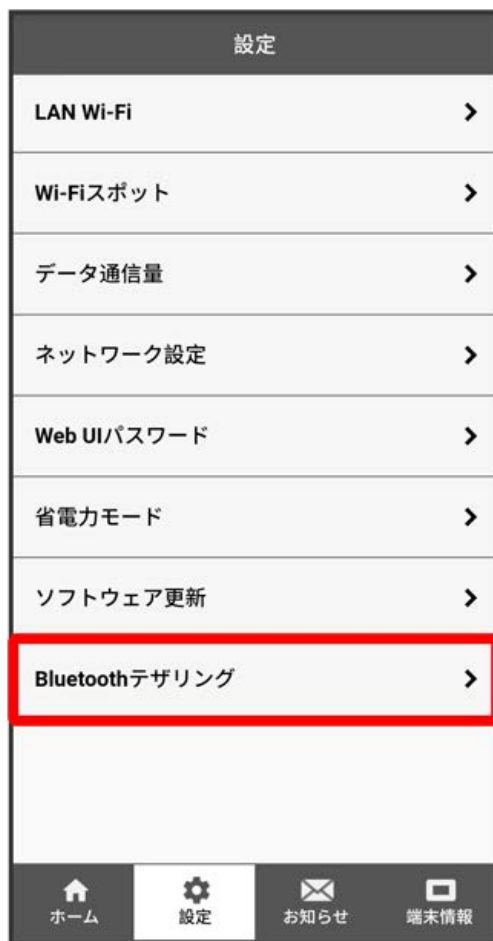 設定
LAN Wi-Fi
Wi-Fiスポット
データ通信量
ネットワーク設定
Web UIパスワード
省電力モード
ソフトウェア更新
Bluetoothテザリング
ホーム
設定
お知らせ
端末情報